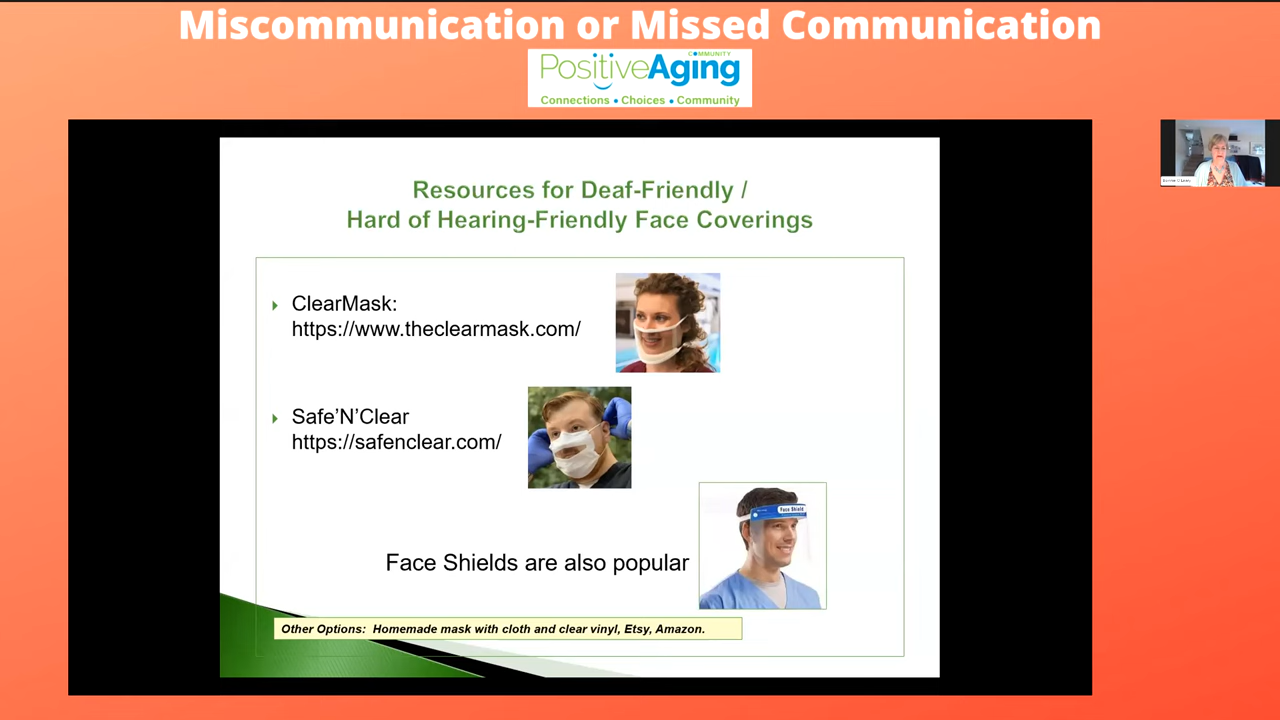 Miscommunication or Missed Communication
COMMUNITY
PositiveAging
Connections • Choices • Community
Resources for Deaf-Friendly /
Hard of Hearing-Friendly Face Coverings
ClearMask:
https://www.theclearmask.com/
Safe’N’Clear
https://safenclear.com/
Face Shield
Face Shields are also popular
Other Options: Homemade mask with cloth and clear vinyl, Etsy, Amazon.